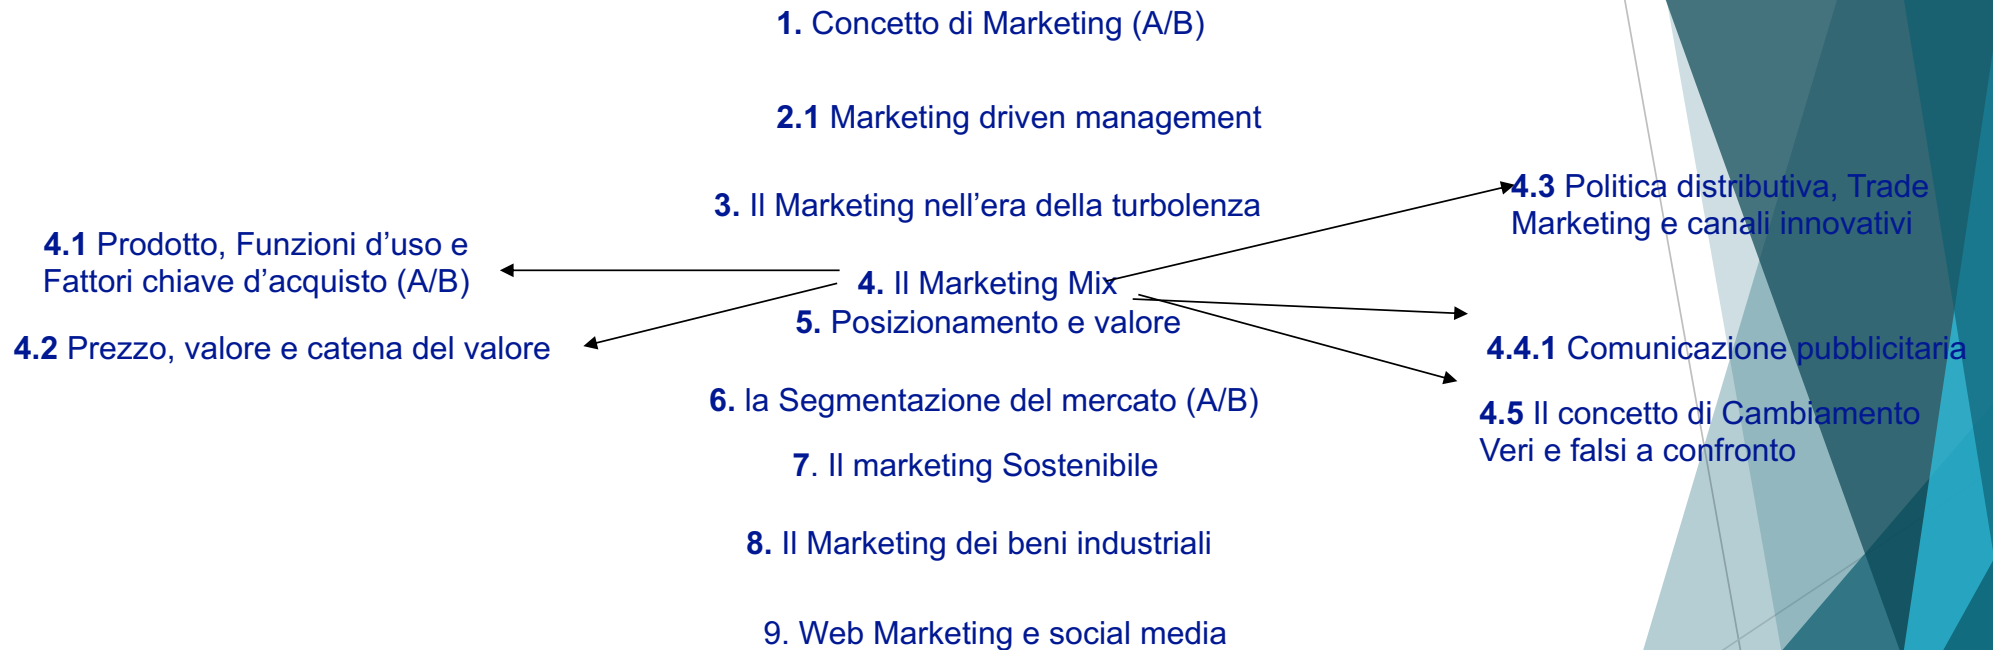 1. Concetto di Marketing (A/B)
2.1 Marketing driven management
3. Il Marketing nell’era della turbolenza
4. Il Marketing Mix
5. Posizionamento e valore
6. la Segmentazione del mercato (A/B)
7. Il marketing Sostenibile
8. Il Marketing dei beni industriali
9. Web Marketing e social media
4.1 Prodotto, Funzioni d’uso e
Fattori chiave d’acquisto (A/B)
4.2 Prezzo, valore e catena del valore
4.3 Politica distributiva, Trade
Marketing e canali innovativi
4.4.1 Comunicazione pubblicitaria
4.5 Il concetto di Cambiamento
Veri e falsi a confronto